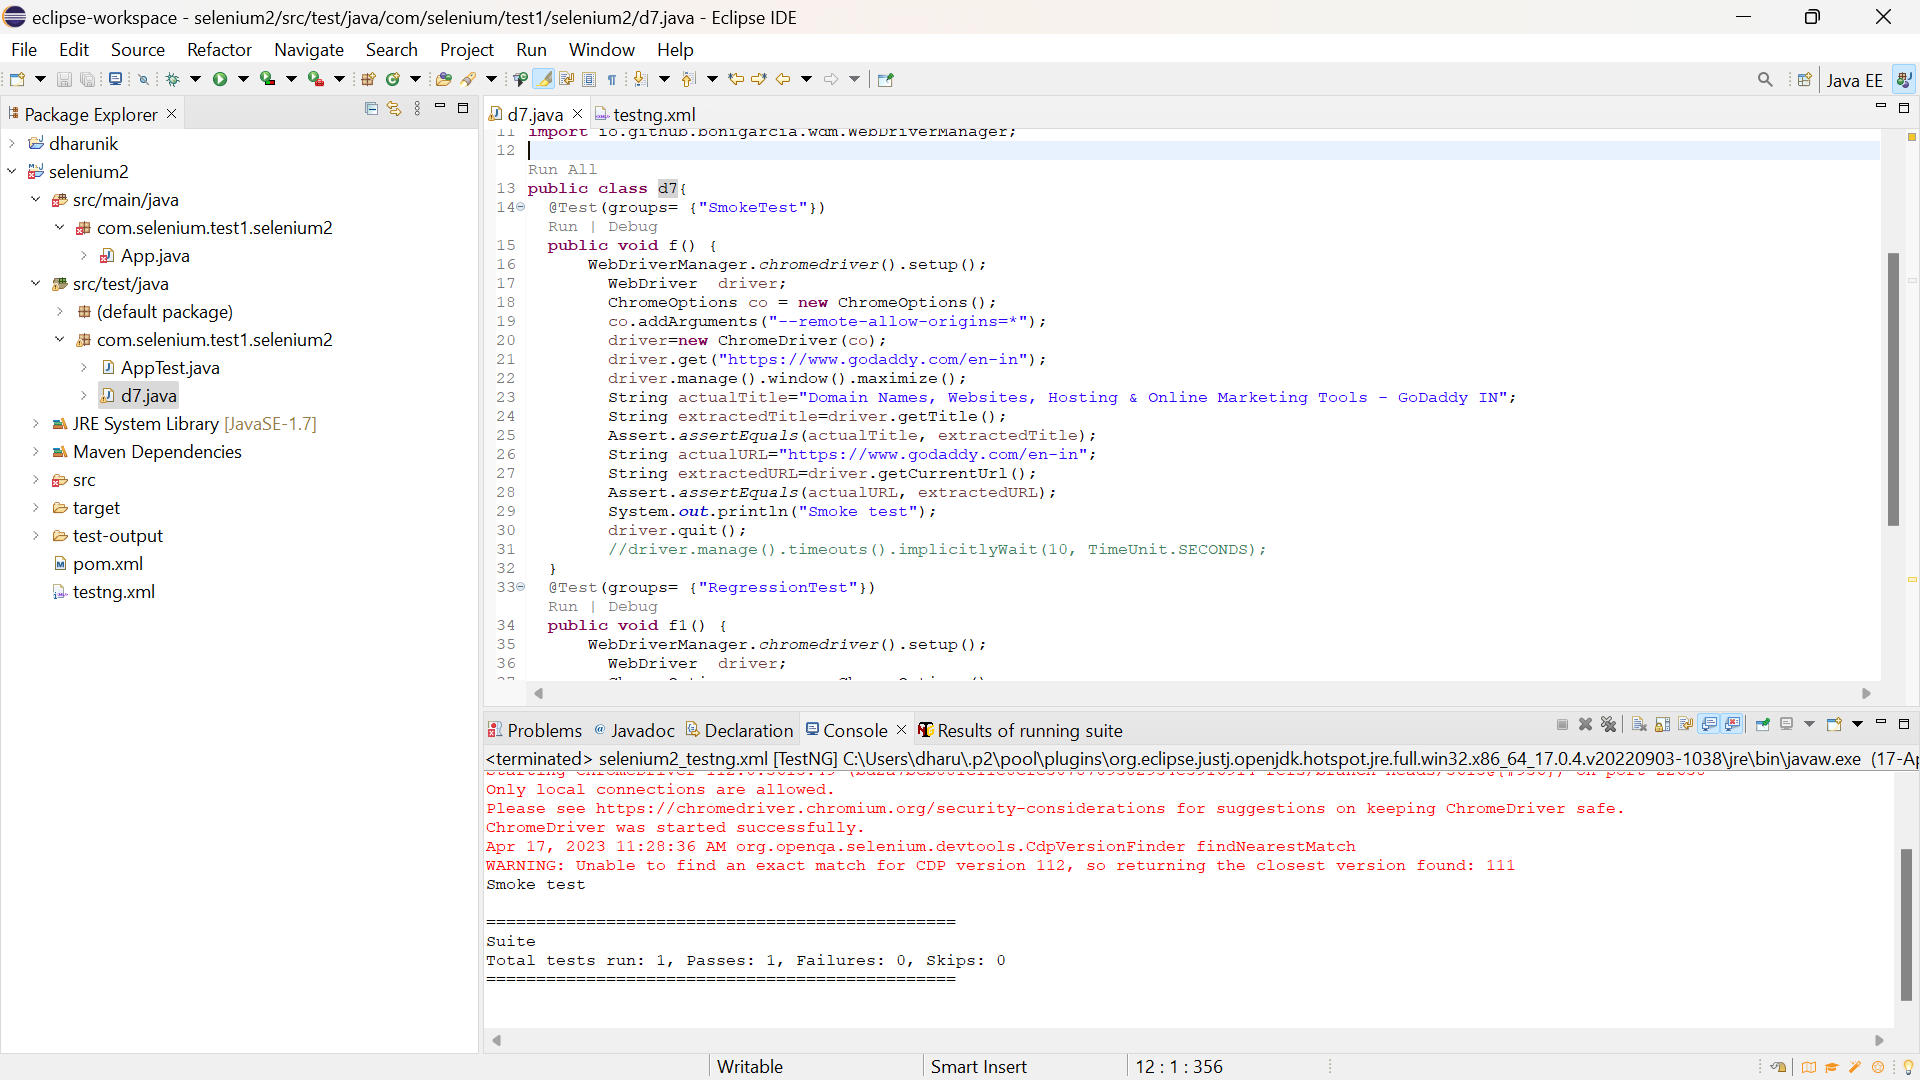 eclipse-workspace - selenium2/src/test/java/com/selenium/test1/selenium2/d7.java - Eclipse IDE
File Edit Source Refactor Navigate Search Project Run Window Help
Java EE
Package Explorer
dharunik
selenium2
src/main/java
com.selenium.test1.selenium2
App.java
src/test/java
(default package)
com.selenium.test1.selenium2
AppTest.java
d7.java
JRE System Library [JavaSE-1.7]
Maven Dependencies
src
target
test-output
pom.xml
testng.xml
d7.java testng.xml
11 import io.github.bonigarcia.wdm.WebDriverManager;
12
Run All
13 public class d7{
14 @Test(groups= {"SmokeTest"})
Run | Debug
15 public void f() {
16 WebDriverManager.chromedriver().setup();
17 WebDriver driver;
18 ChromeOptions co = new ChromeOptions();
19 co.addArguments("--remote-allow-origins=*");
20 driver=new ChromeDriver(co);
21 driver.get("https://www.godaddy.com/en-in");
22 driver.manage().window().maximize();
23 String actualTitle="Domain Names, Websites, Hosting & Online Marketing Tools - GoDaddy IN";
24 String extractedTitle=driver.getTitle();
25 Assert.assertEquals(actualTitle, extractedTitle);
26 String actualURL="https://www.godaddy.com/en-in";
27 String extractedURL=driver.getCurrentUrl();
28 Assert.assertEquals(actualURL, extractedURL);
29 System.out.println("Smoke test");
30 driver.quit();
31 //driver.manage().timeouts().implicitlyWait(10, TimeUnit.SECONDS);
32 }
33 @Test(groups= {"RegressionTest"})
Run | Debug
34 public void f1() {
35 WebDriverManager.chromedriver().setup();
36 WebDriver driver;
Problems Javadoc Declaration Console Results of running suite
<terminated> selenium2_testng.xml [TestNG] C:\Users\dharu\.p2\pool\plugins\org.eclipse.justj.openjdk.hotspot.jre.full.win32.x86_64_17.0.4.v20220903-1038\jre\bin\javaw.exe (17-Ap
Only local connections are allowed.
Please see https://chromedriver.chromium.org/security-considerations for suggestions on keeping ChromeDriver safe.
ChromeDriver was started successfully.
Apr 17, 2023 11:28:36 AM org.openqa.selenium.devtools.CdpVersionFinder findNearestMatch
WARNING: Unable to find an exact match for CDP version 112, so returning the closest version found: 111
Smoke test
===============================================
Suite
Total tests run: 1, Passes: 1, Failures: 0, Skips: 0
===============================================
Writable Smart Insert 12 : 1 : 356